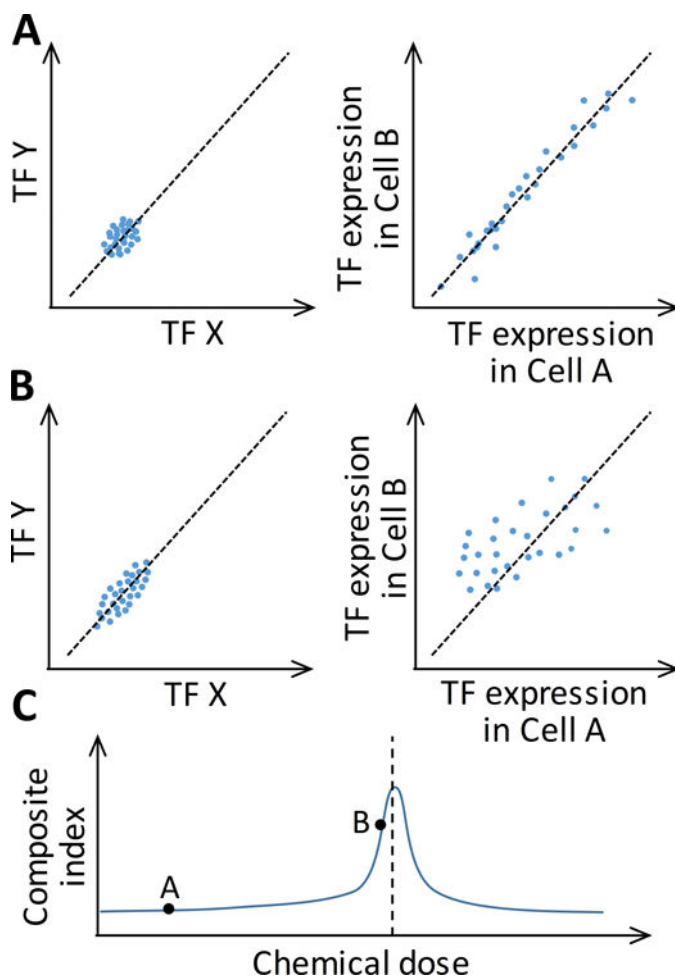 A
TF Y
TF X
TF expression
in Cell B
TF expression
in Cell A
B
TF Y
TF X
TF expression
in Cell B
TF expression
in Cell A
C
Composite
index
A
B
Chemical dose